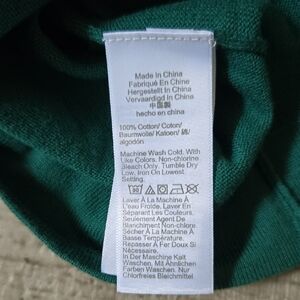 Made In China
Fabriqué En Chine
Hergestellt In China
Vervaardigd In China
中国製
hecho en china
100% Cotton/ Coton/
Baumwolle/ Katoen/ 綿/
algodón
Machine Wash Cold. With
Like Colors. Non-chlorine
Bleach Only. Tumble Dry
Low. Iron On Lowest
Setting.
Laver À La Machine À
L'eau Froide. Laver En
Séparant Les Couleurs.
Seulement Agent De
Blanchiment Non-chlore.
Sécher À La Machine À
Basse Température.
Repasser À Fer Doux Si
Nécessaire.
In Der Maschine Kalt
Waschen. Mit Ähnlichen
Farben Waschen. Nur
Chlorfreies Bleichmittel